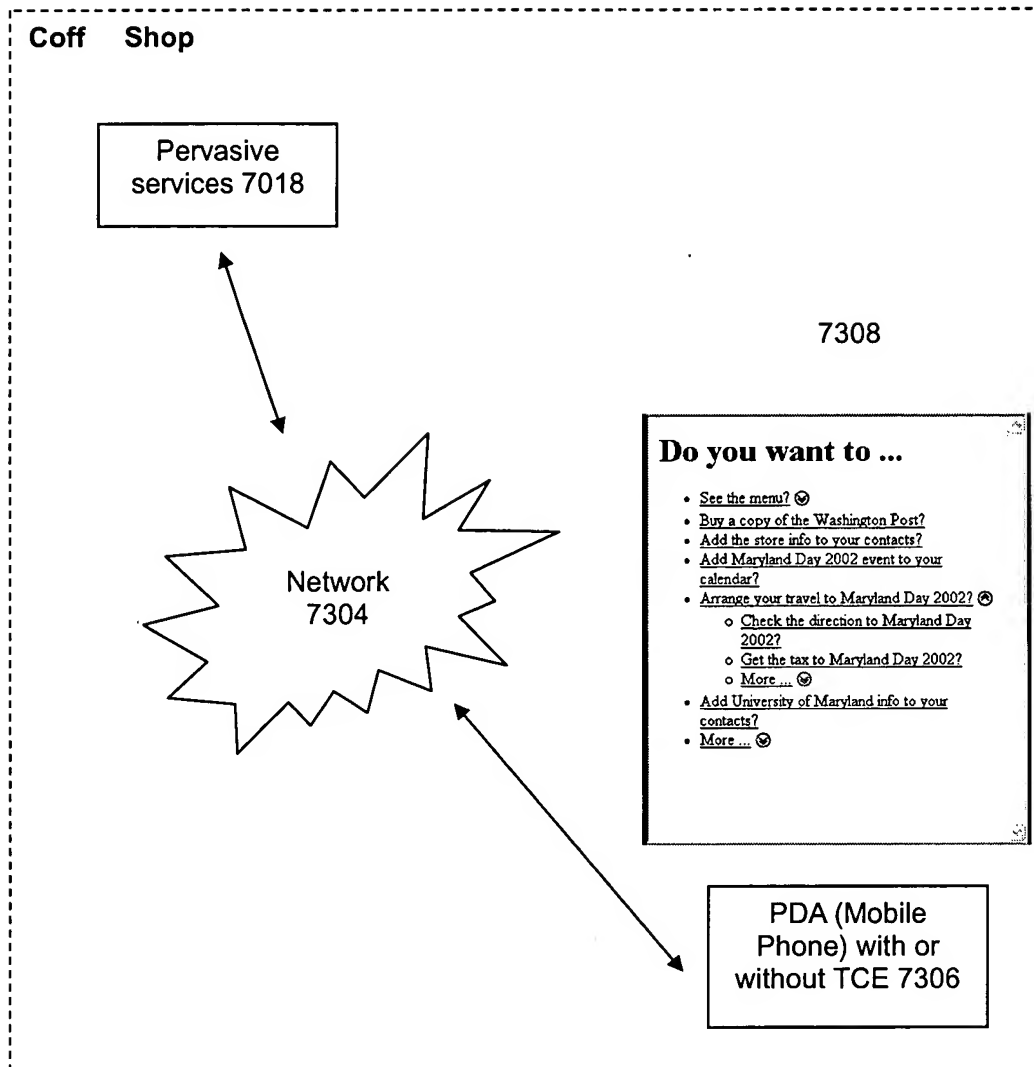 Coff Shop
Pervasive
services 7018
7308
Do you want to ...
• See the menu?
• Buy a copy of the Washington Post?
• Add the store info to your contacts?
• Add Maryland Day 2002 event to your
calendar?
• Arrange your travel to Maryland Day 2002?
o Check the direction to Maryland Day
2002?
o Get the tax to Maryland Day 2002?
o More ...
• Add University of Maryland info to your
contacts?
• More ...
Network
7304
PDA (Mobile
Phone) with or
without TCE 7306